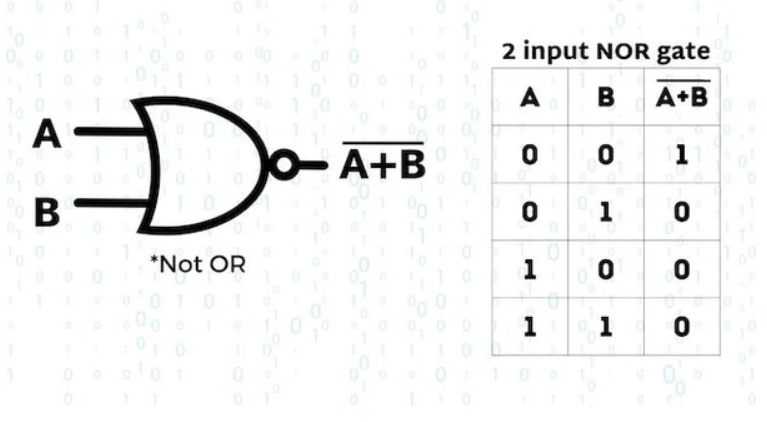 A
B
A+B
*Not OR
2 input NOR gate
A B A+B
0 0 1
0 1 0
1 0 0
1 1 0